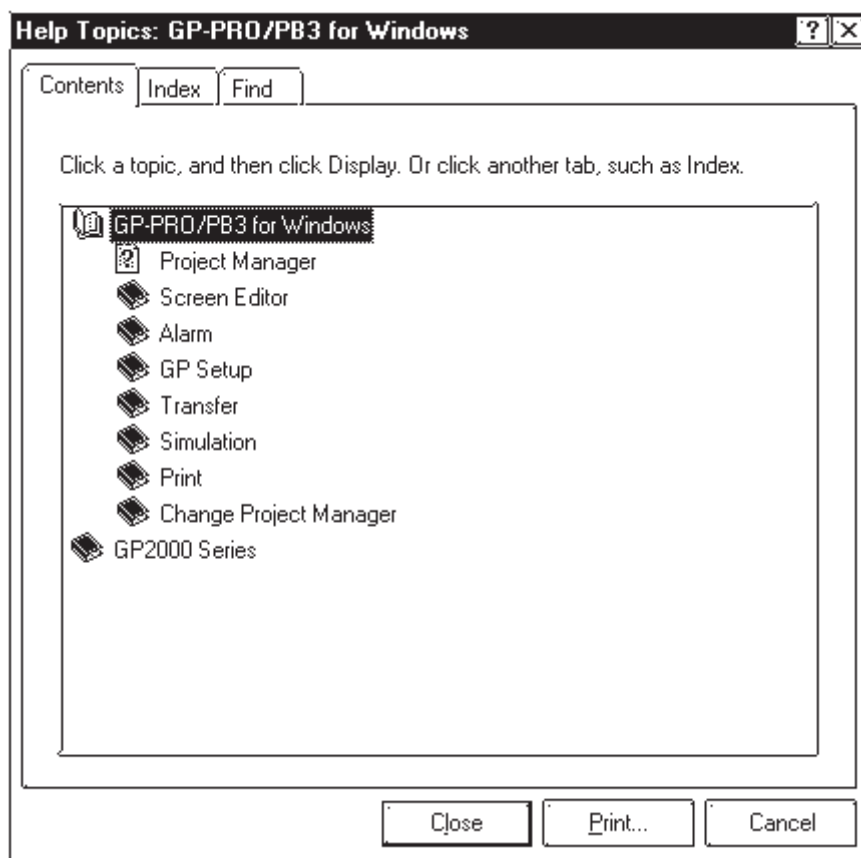 Help Topics: GP-PRO/PB3 for Windows
Contents Index Find
Click a topic, and then click Display. Or click another tab, such as Index.
GP-PRO/PB3 for Windows
Project Manager
Screen Editor
Alarm
GP Setup
Transfer
Simulation
Print
Change Project Manager
GP2000 Series
Close Print... Cancel